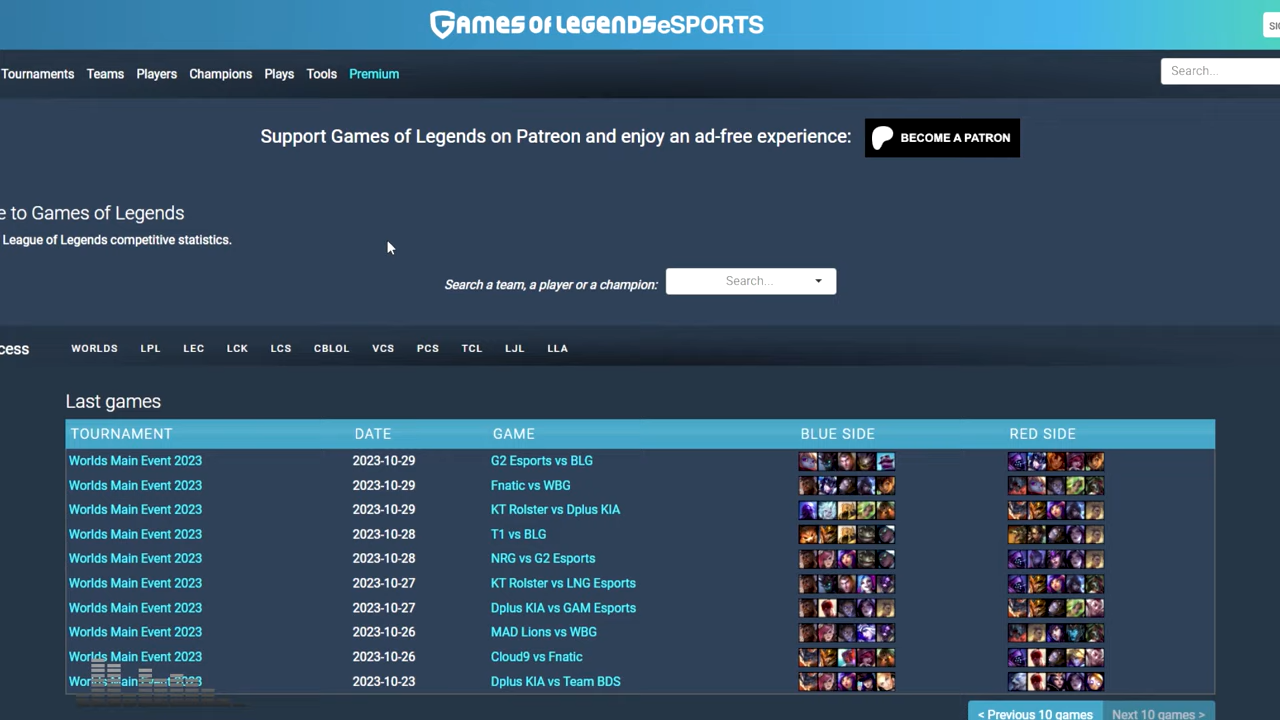 GAMES OF LEGENDS eSPORTS
Tournaments Teams Players Champions Plays Tools Premium Search...
Support Games of Legends on Patreon and enjoy an ad-free experience: BECOME A PATRON
e to Games of Legends
League of Legends competitive statistics.
Search a team, a player or a champion: Search...
cess WORLDS LPL LEC LCK LCS CBLOL VCS PCS TCL LJL LLA
Last games
TOURNAMENT DATE GAME BLUE SIDE RED SIDE
Worlds Main Event 2023 2023-10-29 G2 Esports vs BLG
Worlds Main Event 2023 2023-10-29 Fnatic vs WBG
Worlds Main Event 2023 2023-10-29 KT Rolster vs Dplus KIA
Worlds Main Event 2023 2023-10-28 T1 vs BLG
Worlds Main Event 2023 2023-10-28 NRG vs G2 Esports
Worlds Main Event 2023 2023-10-27 KT Rolster vs LNG Esports
Worlds Main Event 2023 2023-10-27 Dplus KIA vs GAM Esports
Worlds Main Event 2023 2023-10-26 MAD Lions vs WBG
Worlds Main Event 2023 2023-10-26 Cloud9 vs Fnatic
Worlds Main Event 2023 2023-10-23 Dplus KIA vs Team BDS
< Previous 10 games Next 10 games >